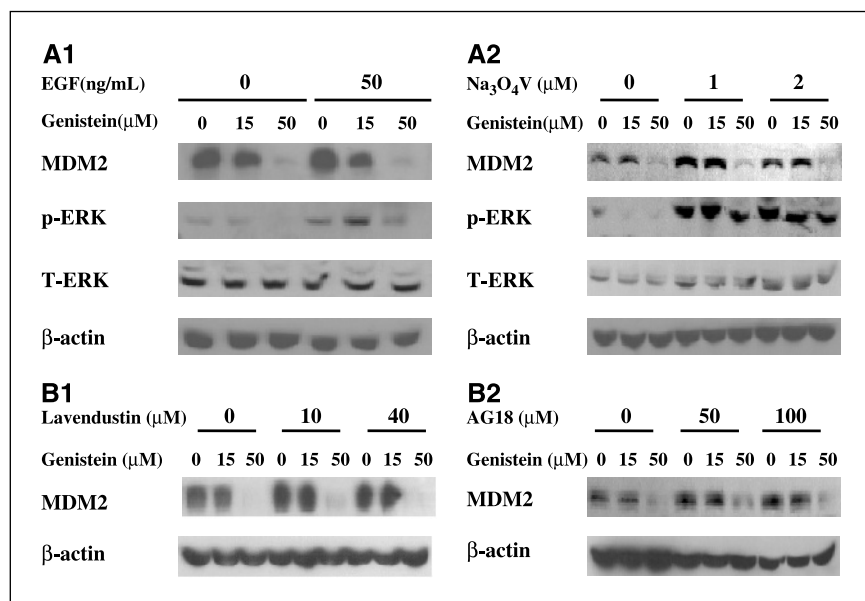 A1
EGF(ng/mL) 0 50
Genistein(μM) 0 15 50 0 15 50
MDM2
p-ERK
T-ERK
β-actin
A2
Na₃O₄V (μM) 0 1 2
Genistein(μM) 0 15 50 0 15 50 0 15 50
MDM2
p-ERK
T-ERK
β-actin
B1
Lavendustin (μM) 0 10 40
Genistein (μM) 0 15 50 0 15 50 0 15 50
MDM2
β-actin
B2
AG18 (μM) 0 50 100
Genistein (μM) 0 15 50 0 15 50 0 15 50
MDM2
β-actin